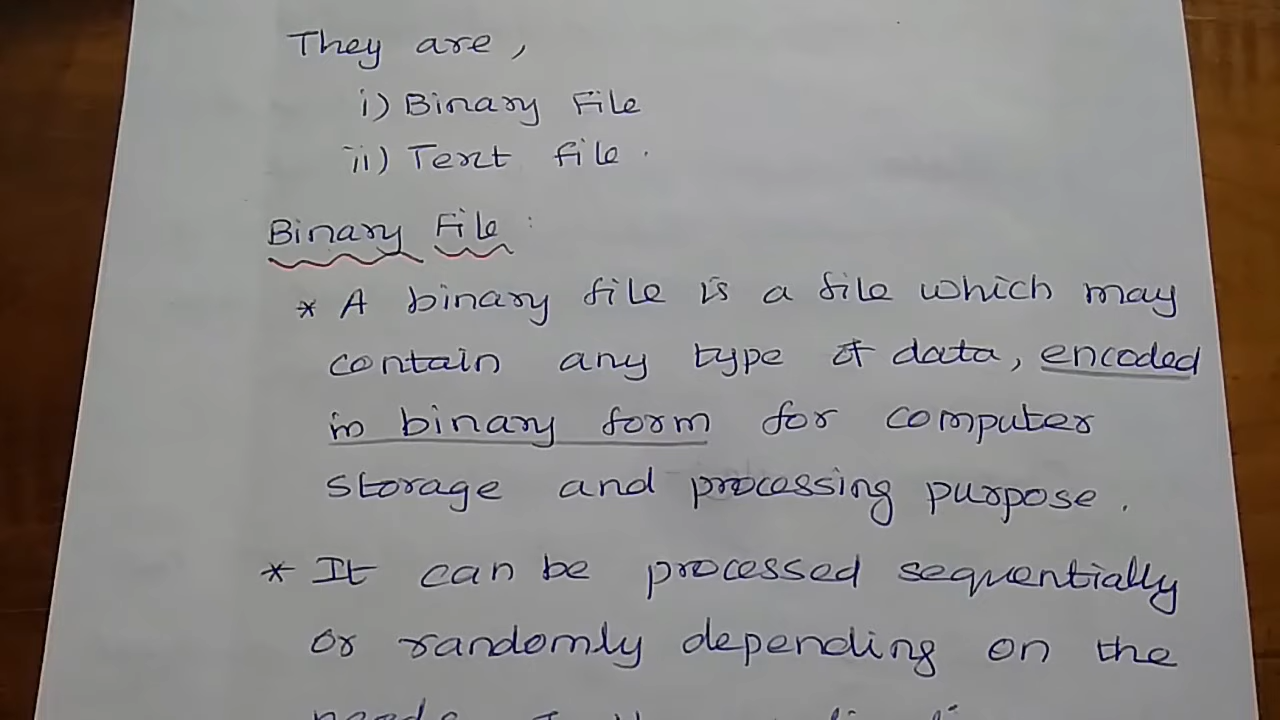 They are,
i) Binary File
ii) Text file.
Binary File:
* A binary file is a file which may
contain any type of data, encoded
in binary form for computer
storage and processing purpose.
* It can be processed sequentially
or randomly depending on the